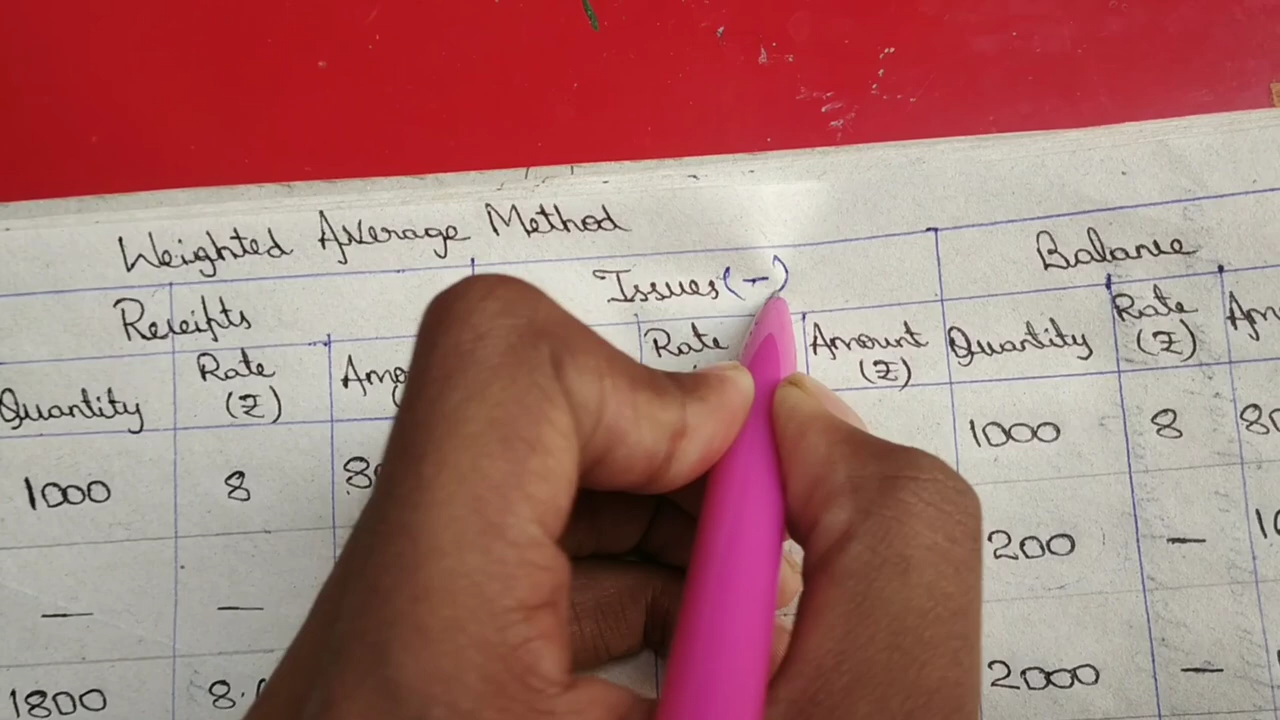 Weighted Average Method
Receipts Issues (-) Balance
Quantity Rate (₹) Rate Amount (₹) Quantity Rate (₹)
1000 8 1000 8
— — 200 —
1800 2000 —